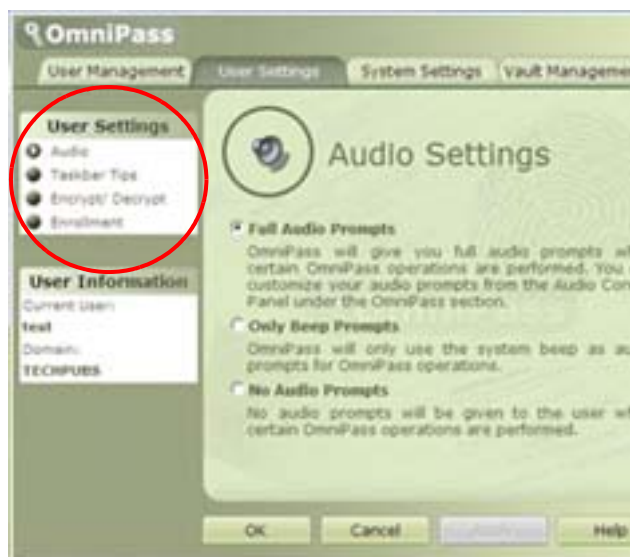 OmniPass
User Management
User Settings
System Settings
Vault Manageme
User Settings
Audio
Taskbar Tips
Encrypt/ Decrypt
Enrollment
User Information
Current User:
test
Domain:
TECHPUBS
Audio Settings
Full Audio Prompts
OmniPass will give you full audio prompts wh
certain OmniPass operations are performed. You
customize your audio prompts from the Audio Con
Panel under the OmniPass section.
Only Beep Prompts
OmniPass will only use the system beep as au
prompts for OmniPass operations.
No Audio Prompts
No audio prompts will be given to the user wh
certain OmniPass operations are performed.
OK
Cancel
Apply
Help